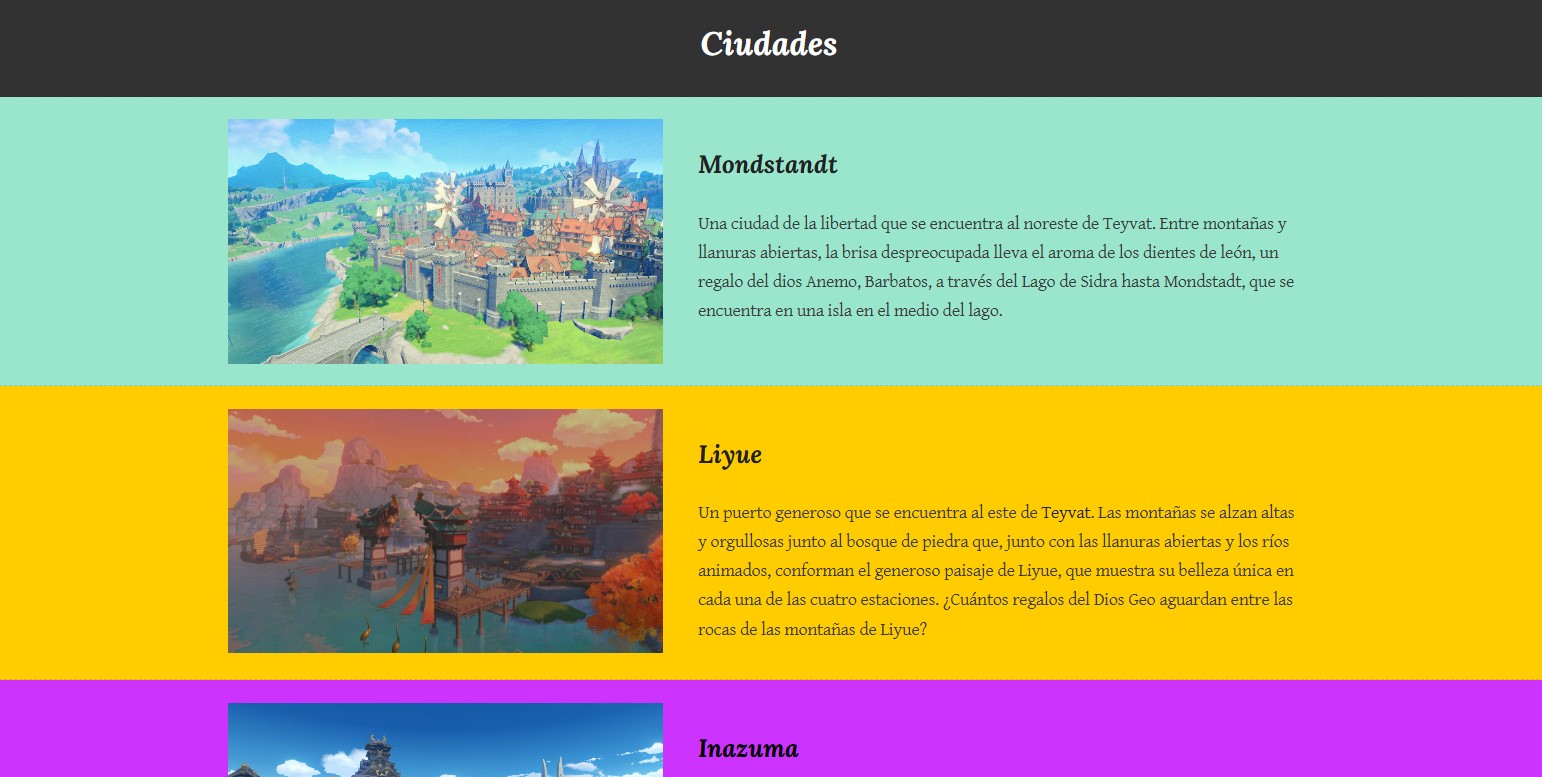 Ciudades
Mondstandt
Una ciudad de la libertad que se encuentra al noreste de Teyvat. Entre montañas y
llanuras abiertas, la brisa despreocupada lleva el aroma de los dientes de león, un
regalo del dios Anemo, Barbatos, a través del Lago de Sidra hasta Mondstadt, que se
encuentra en una isla en el medio del lago.
Liyue
Un puerto generoso que se encuentra al este de Teyvat. Las montañas se alzan altas
y orgullosas junto al bosque de piedra que, junto con las llanuras abiertas y los ríos
animados, conforman el generoso paisaje de Liyue, que muestra su belleza única en
cada una de las cuatro estaciones. ¿Cuántos regalos del Dios Geo aguardan entre las
rocas de las montañas de Liyue?
Inazuma